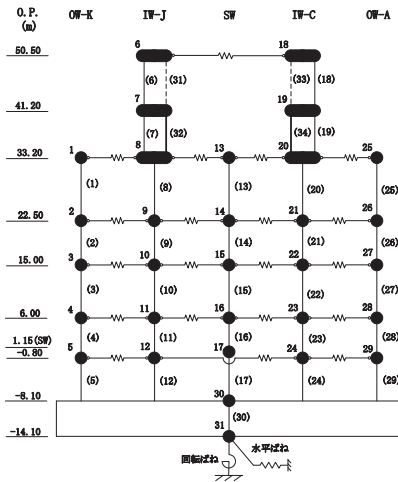 O.P.
(m)
OW-K IW-J SW IW-C OW-A
50.50
6 18
(6) (31) (33) (18)
41.20
7 19
(7) (32) (34) (19)
33.20
1 8 13 20 25
(1) (8) (13) (20) (25)
22.50
2 9 14 21 26
(2) (9) (14) (21) (26)
15.00
3 10 15 22 27
(3) (10) (15) (22) (27)
6.00
4 11 16 23 28
(4) (11) (16) (23) (28)
1.15(SW)
-0.80
5 12 17 24 29
(5) (12) (17) (24) (29)
-8.10
30
(30)
-14.10
31
水平ばね
回転ばね